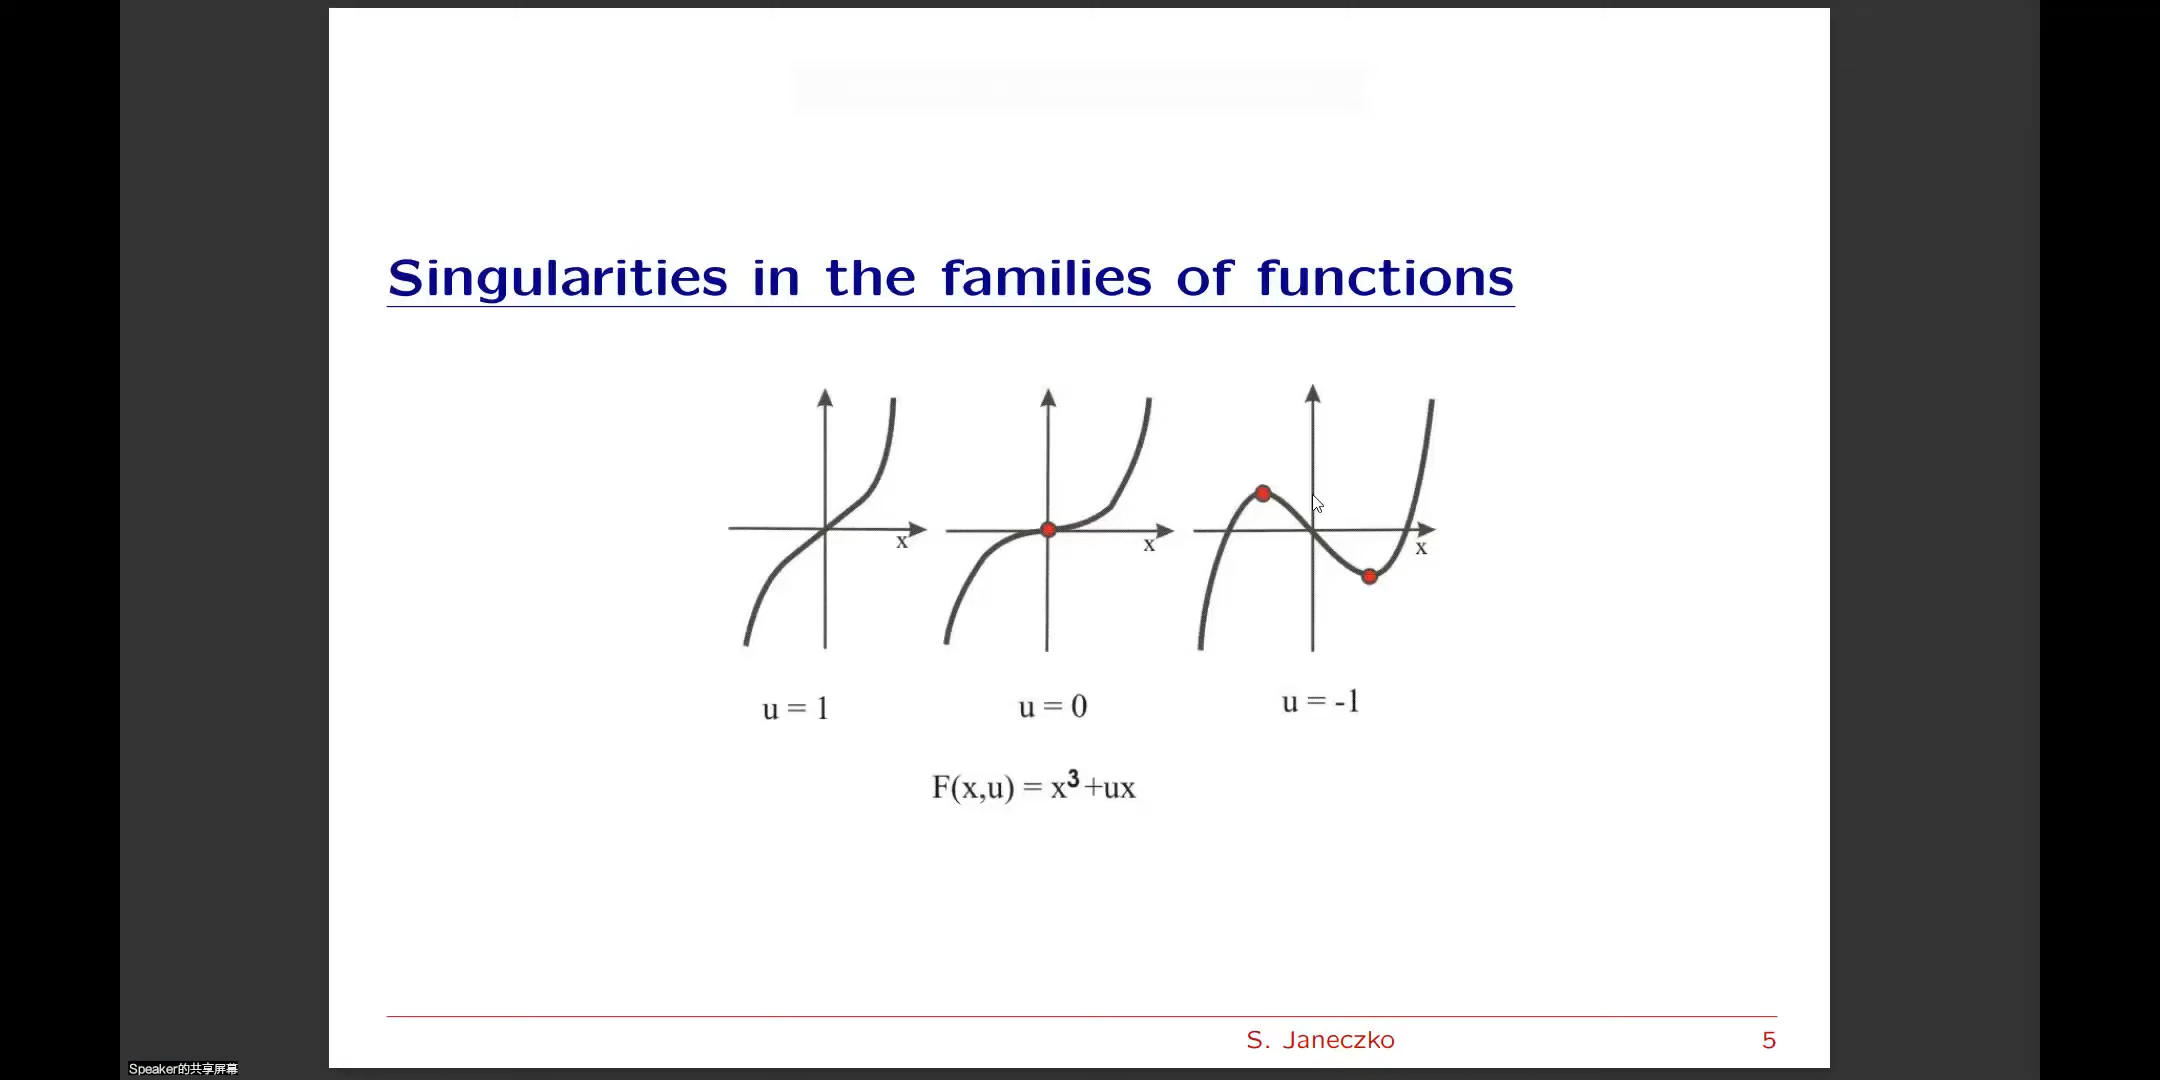 Singularities in the families of functions
x
x
x
u = 1
u = 0
u = -1
F(x,u) = x³+ux
S. Janeczko
5
Speaker的共享屏幕